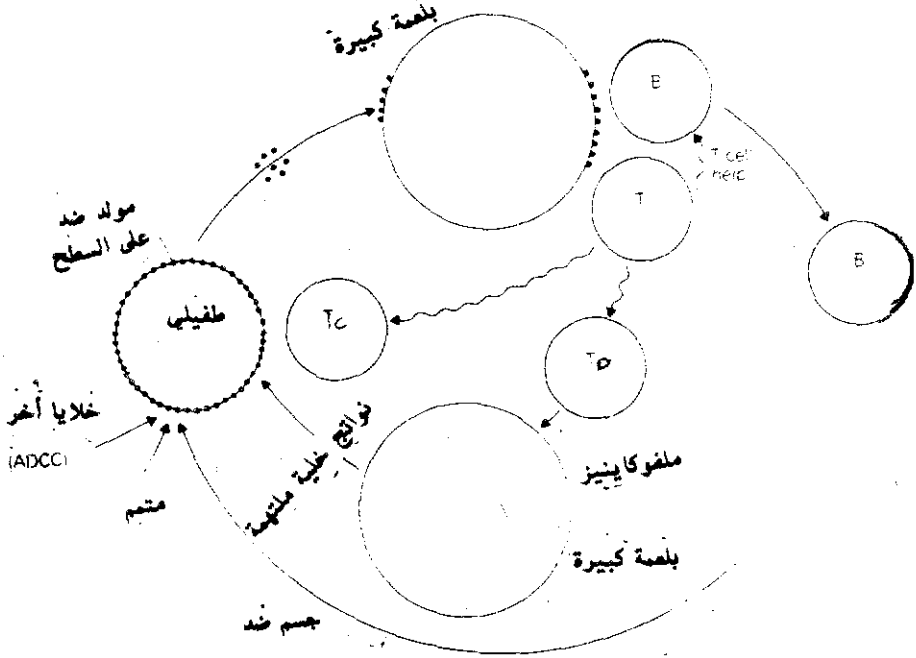 بلعمة كبيرة
B
T cell
help
T
مولد ضد
على السطح
B
طفيلي
Tc
TD
خلايا أخر
(ADCC)
نواتج خلية ملتهمة
ملفوكاينيز
متمم
بلعمة كبيرة
جسم ضد